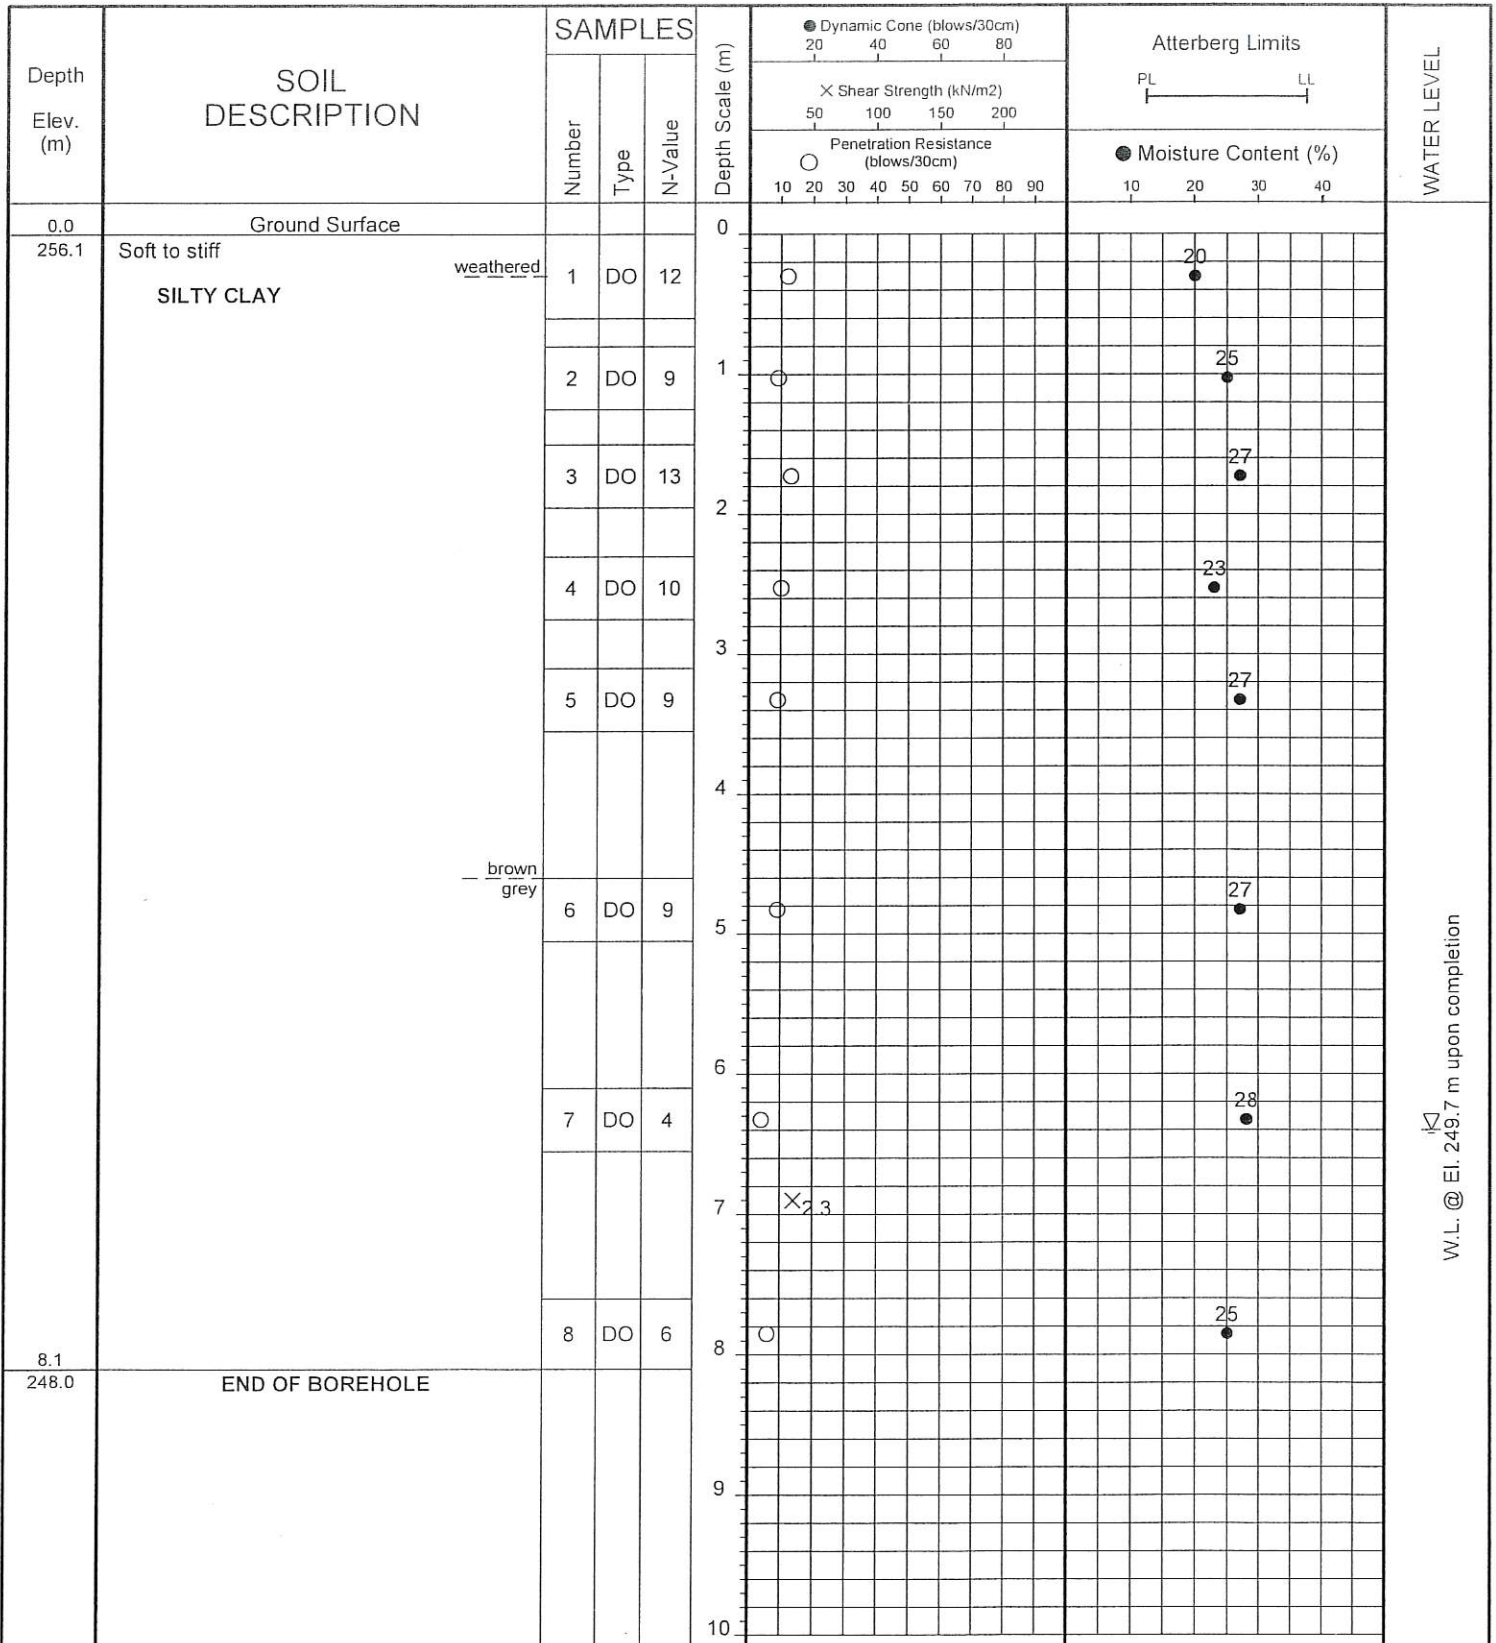 SAMPLES
Depth
Elev.
(m)
SOIL
DESCRIPTION
Number
Type
N-Value
Depth Scale (m)
Dynamic Cone (blows/30cm)
20 40 60 80
X Shear Strength (kN/m2)
50 100 150 200
Penetration Resistance
(blows/30cm)
10 20 30 40 50 60 70 80 90
Atterberg Limits
PL LL
Moisture Content (%)
10 20 30 40
WATER LEVEL
0.0 Ground Surface 0
256.1 Soft to stiff
weathered
SILTY CLAY
1 DO 12 20
1
2 DO 9 25
3 DO 13 27
2
4 DO 10 23
3
5 DO 9 27
4
brown
grey
6 DO 9 27
5
6
7 DO 4 28
7
X 23
8 DO 6 25
8
8.1
248.0 END OF BOREHOLE
9
10
W.L. @ El. 249.7 m upon completion